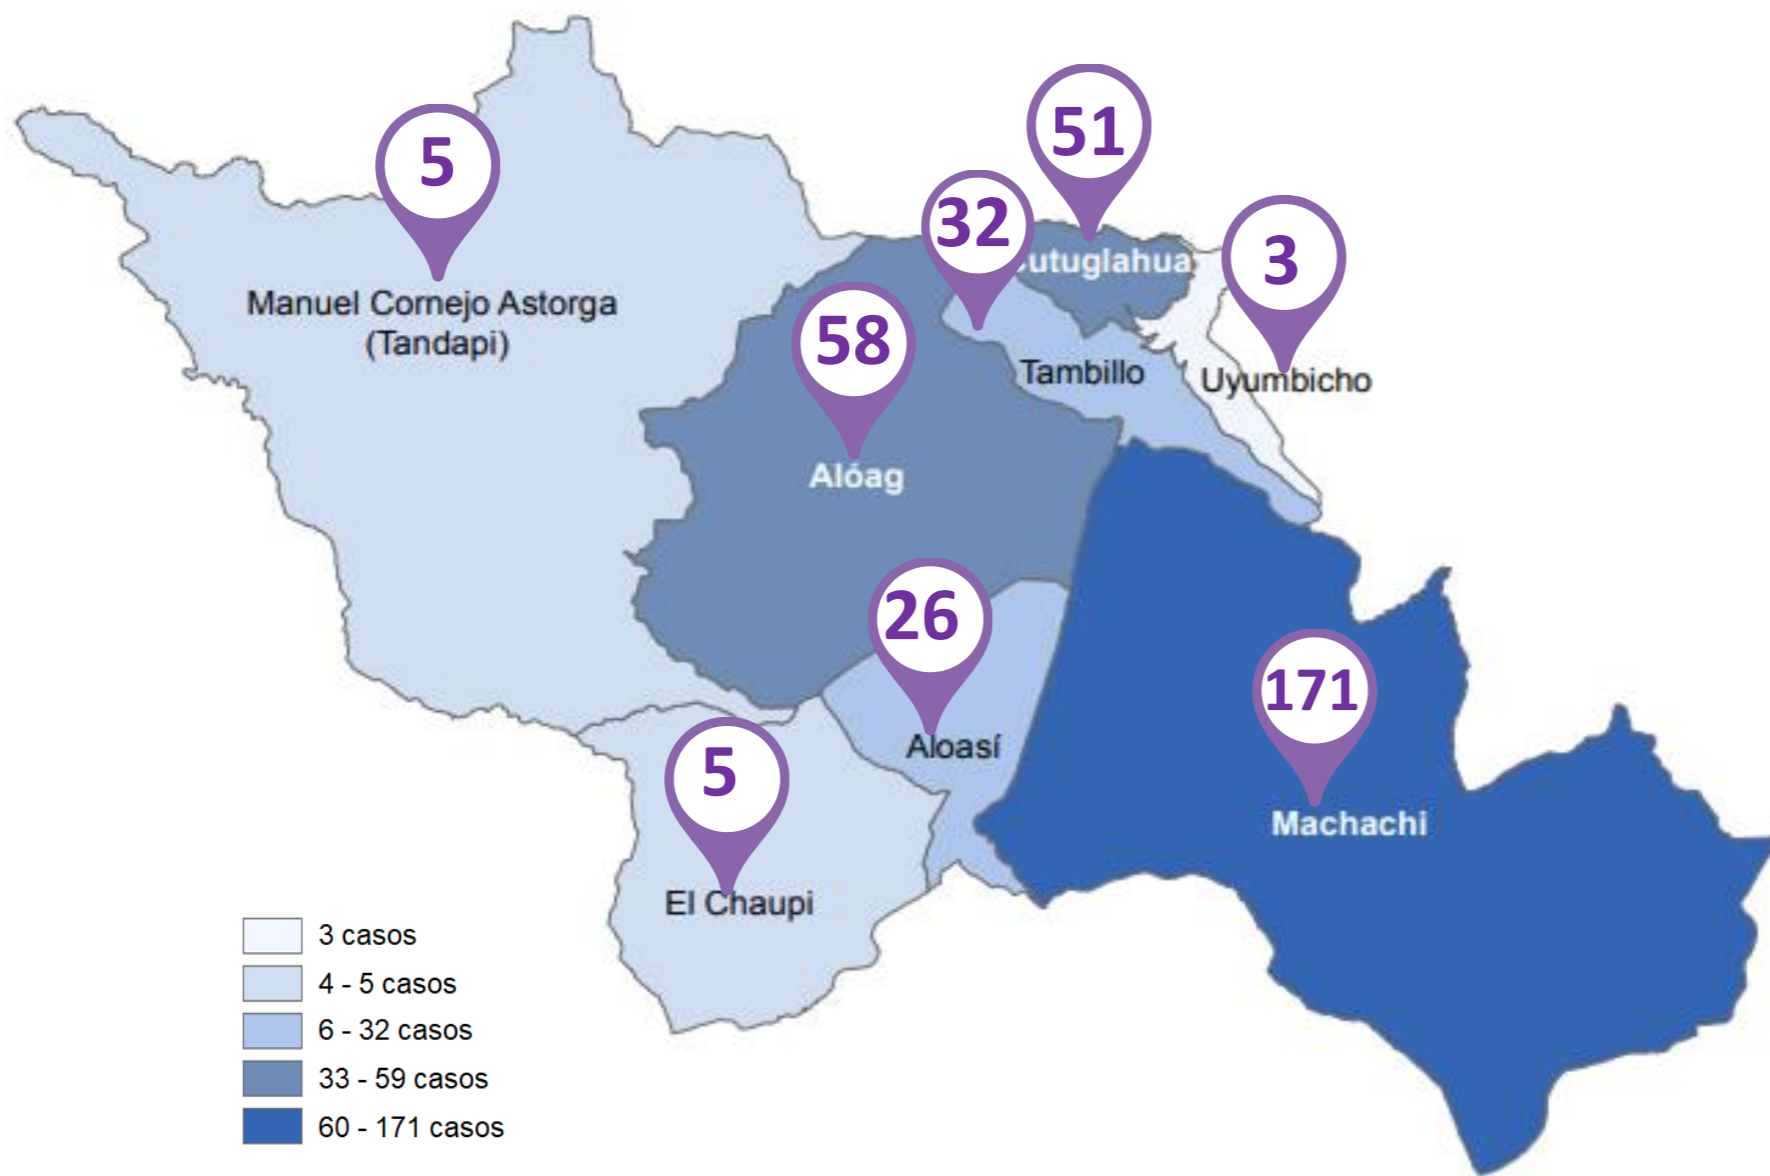 51
5
32
3
Manuel Cornejo Astorga
(Tandapi)
58
Tambillo
Uyumbicho
Alóag
26
171
Aloasí
5
Machachi
El Chaupi
3 casos
4 - 5 casos
6 - 32 casos
33 - 59 casos
60 - 171 casos